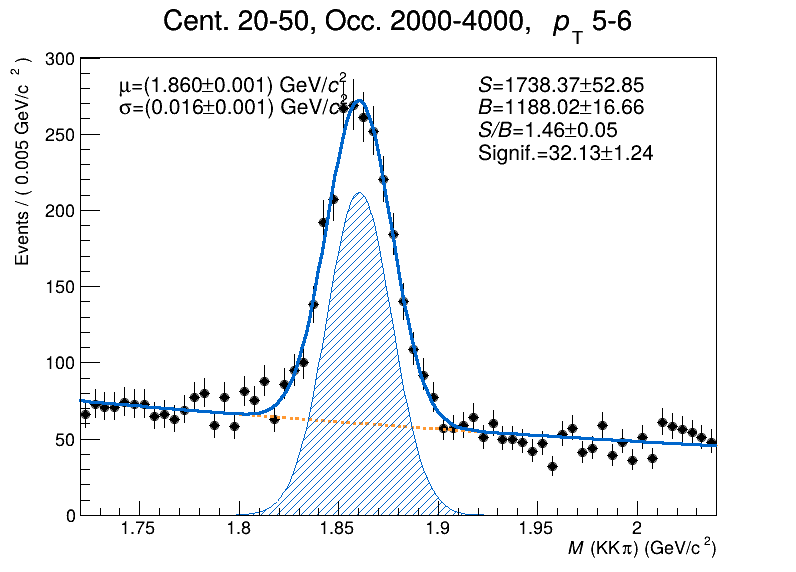 Cent. 20-50, Occ. 2000-4000, p_T 5-6
Events / ( 0.005 GeV/c ² )
μ=(1.860±0.001) GeV/c²
σ=(0.016±0.001) GeV/c²
S=1738.37±52.85
B=1188.02±16.66
S/B=1.46±0.05
Signif.=32.13±1.24
300
250
200
150
100
50
0
1.75 1.8 1.85 1.9 1.95 2
M (KKπ) (GeV/c²)